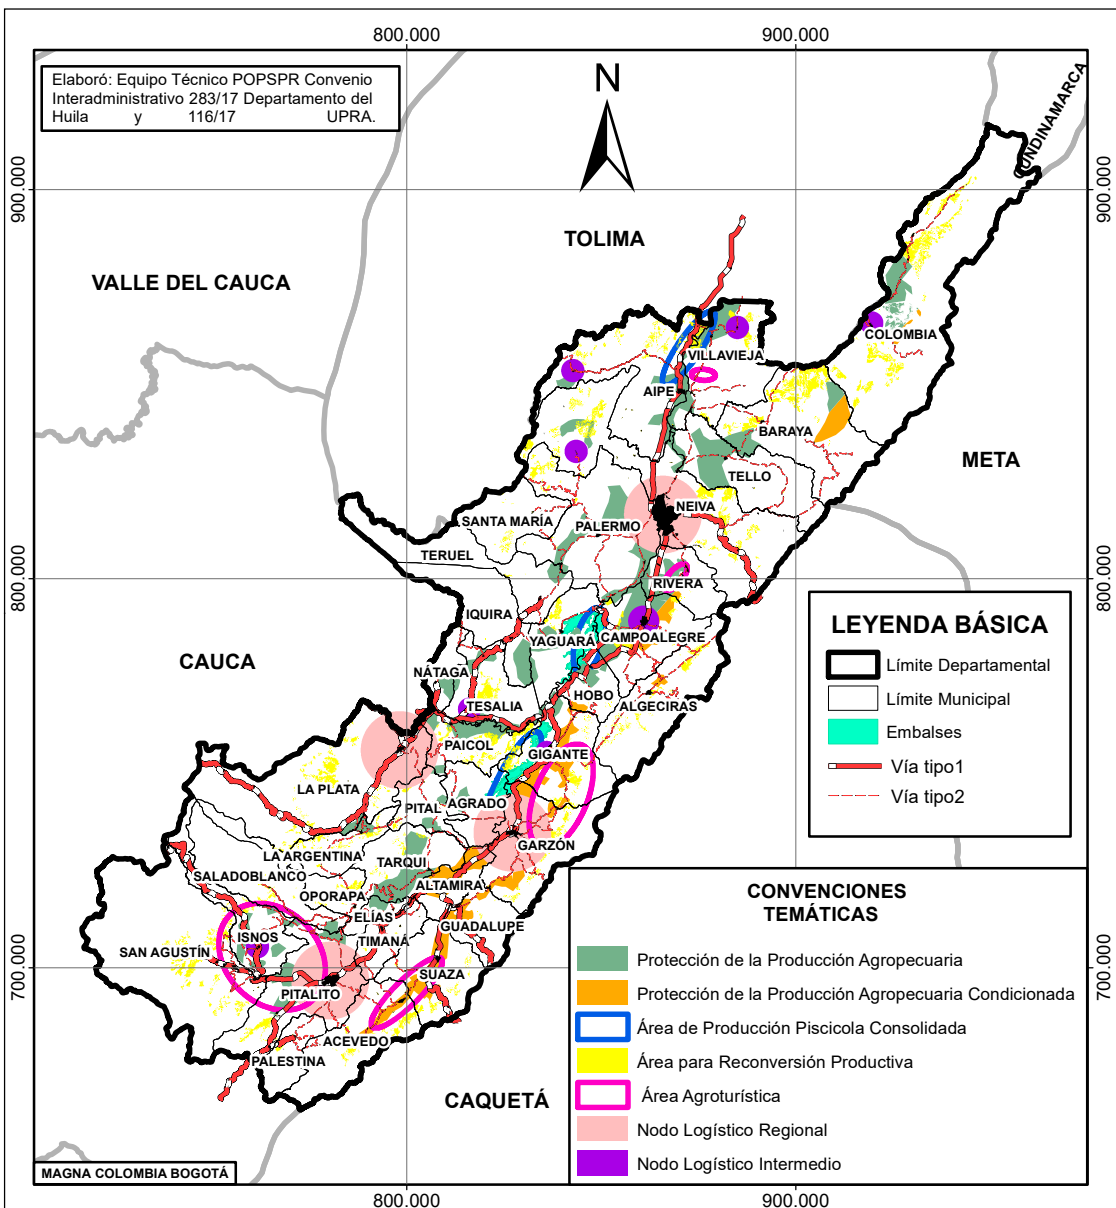 800.000
900.000
Elaboró: Equipo Técnico POPSPR Convenio
Interadministrativo 283/17 Departamento del
Huila y 116/17 UPRA.
N
CUNDINAMARCA
900.000
900.000
TOLIMA
VALLE DEL CAUCA
COLOMBIA
VILLAVIEJA
AIPE
BARAYA
META
TELLO
NEIVA
SANTA MARÍA
PALERMO
TERUEL
800.000
800.000
RIVERA
IQUIRA
YAGUARÁ
CAMPOALEGRE
CAUCA
NÁTAGA
HOBO
TESALIA
ALGECIRAS
PAICOL
GIGANTE
LA PLATA
PITAL
AGRADO
GARZÓN
LA ARGENTINA
TARQUI
SALADOBLANCO
ALTAMIRA
OPORAPA
ELÍAS
GUADALUPE
ISNOS
TIMANÁ
SAN AGUSTÍN
SUAZA
700.000
700.000
PITALITO
ACEVEDO
PALESTINA
CAQUETÁ
LEYENDA BÁSICA
Límite Departamental
Límite Municipal
Embalses
Vía tipo1
Vía tipo2
CONVENCIONES
TEMÁTICAS
Protección de la Producción Agropecuaria
Protección de la Producción Agropecuaria Condicionada
Área de Producción Piscicola Consolidada
Área para Reconversión Productiva
Área Agroturística
Nodo Logístico Regional
Nodo Logístico Intermedio
MAGNA COLOMBIA BOGOTÁ
800.000
900.000